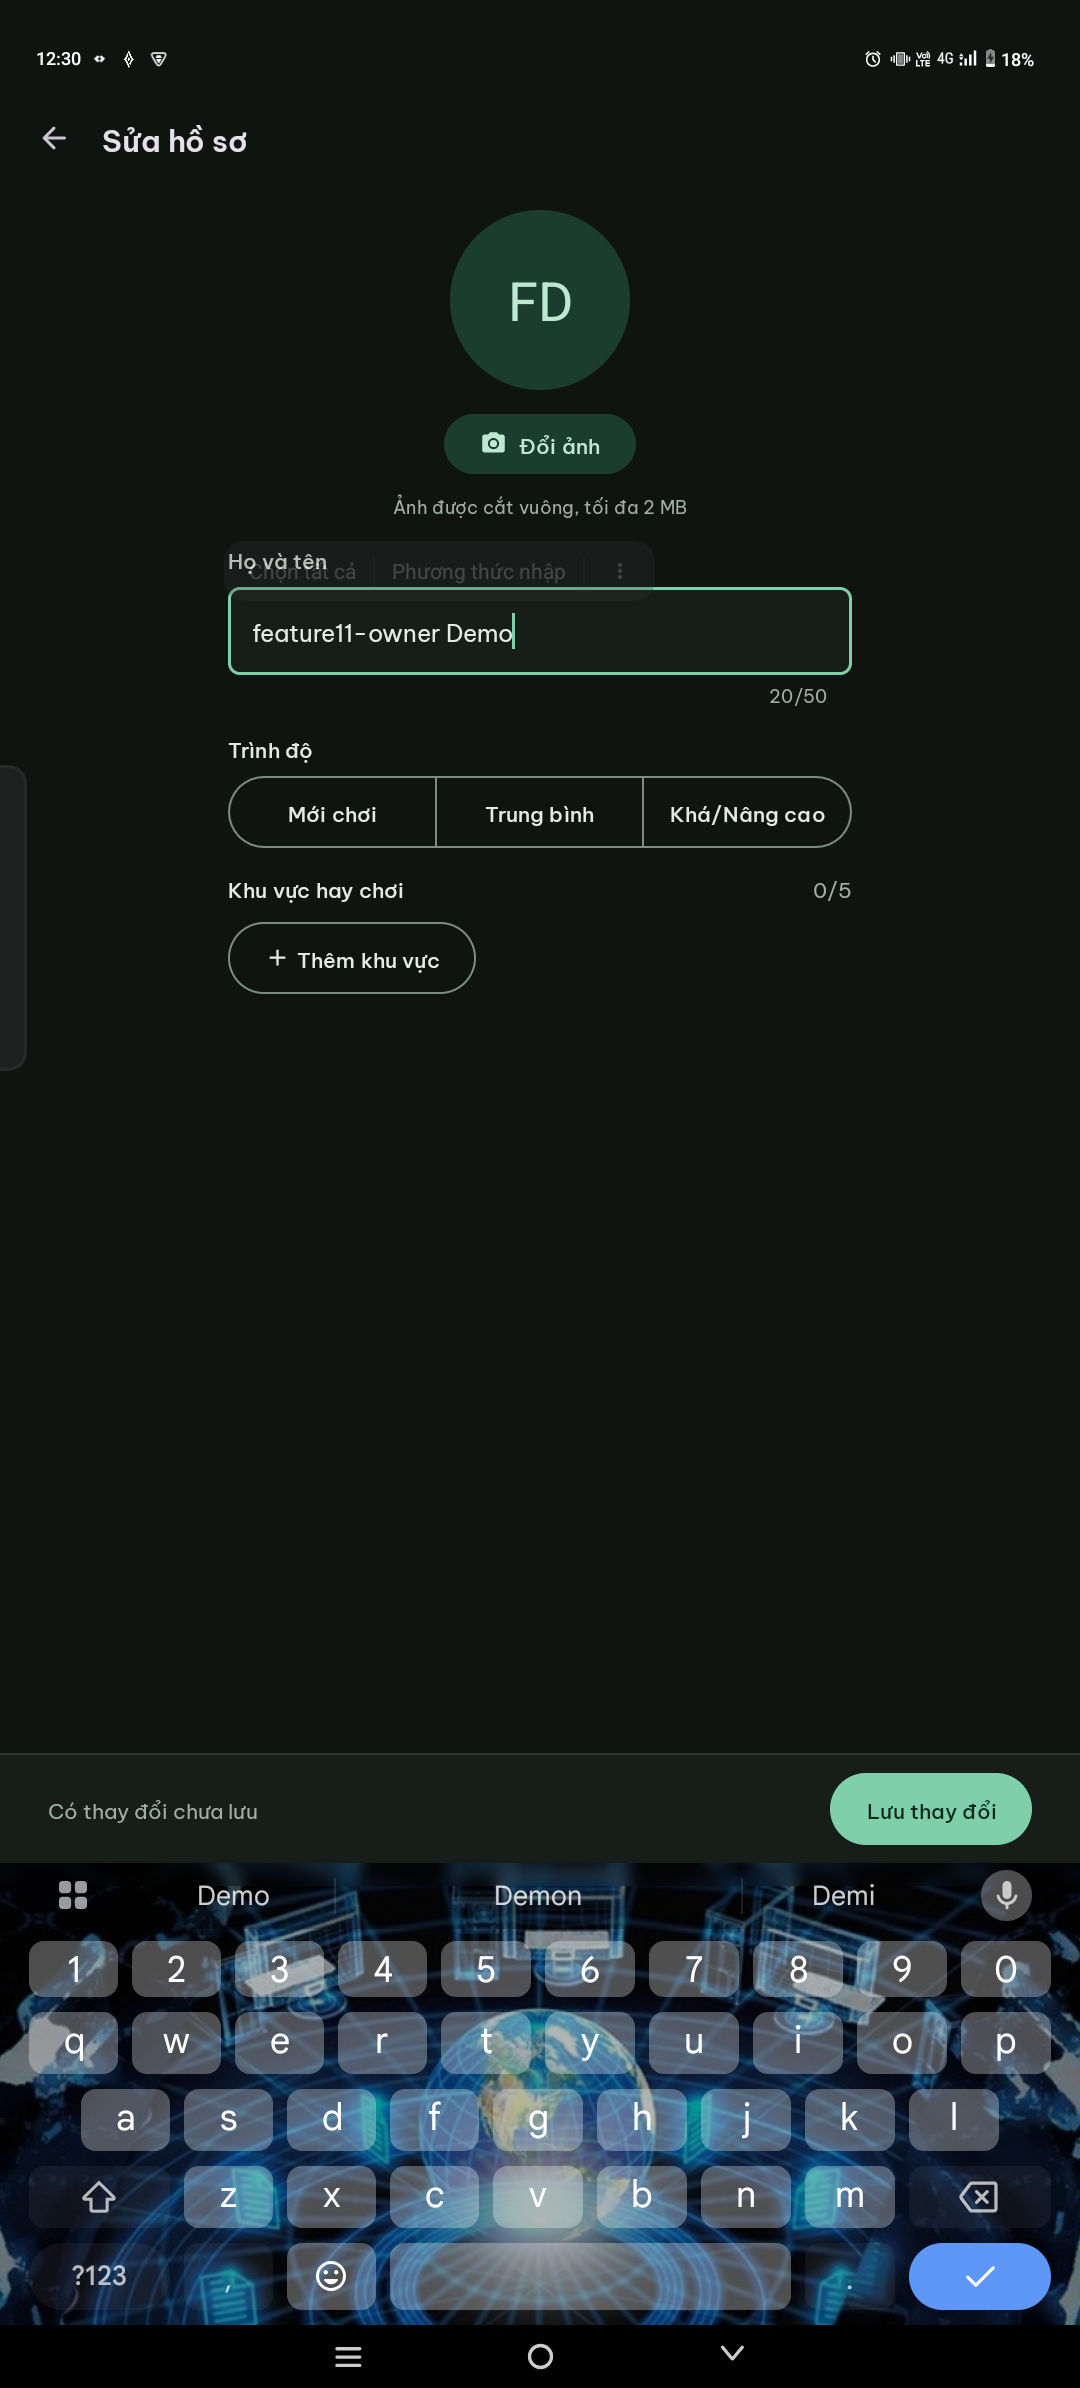 12:30
VoLTE 4G 18%
Sửa hồ sơ
FD
Đổi ảnh
Ảnh được cắt vuông, tối đa 2 MB
Họ và tên
Chọn tất cả Phương thức nhập
feature11-owner Demo
20/50
Trình độ
Mới chơi Trung bình Khá/Nâng cao
Khu vực hay chơi 0/5
+ Thêm khu vực
Có thay đổi chưa lưu Lưu thay đổi
Demo Demon Demi
1 2 3 4 5 6 7 8 9 0
q w e r t y u i o p
a s d f g h j k l
z x c v b n m
?123 , .